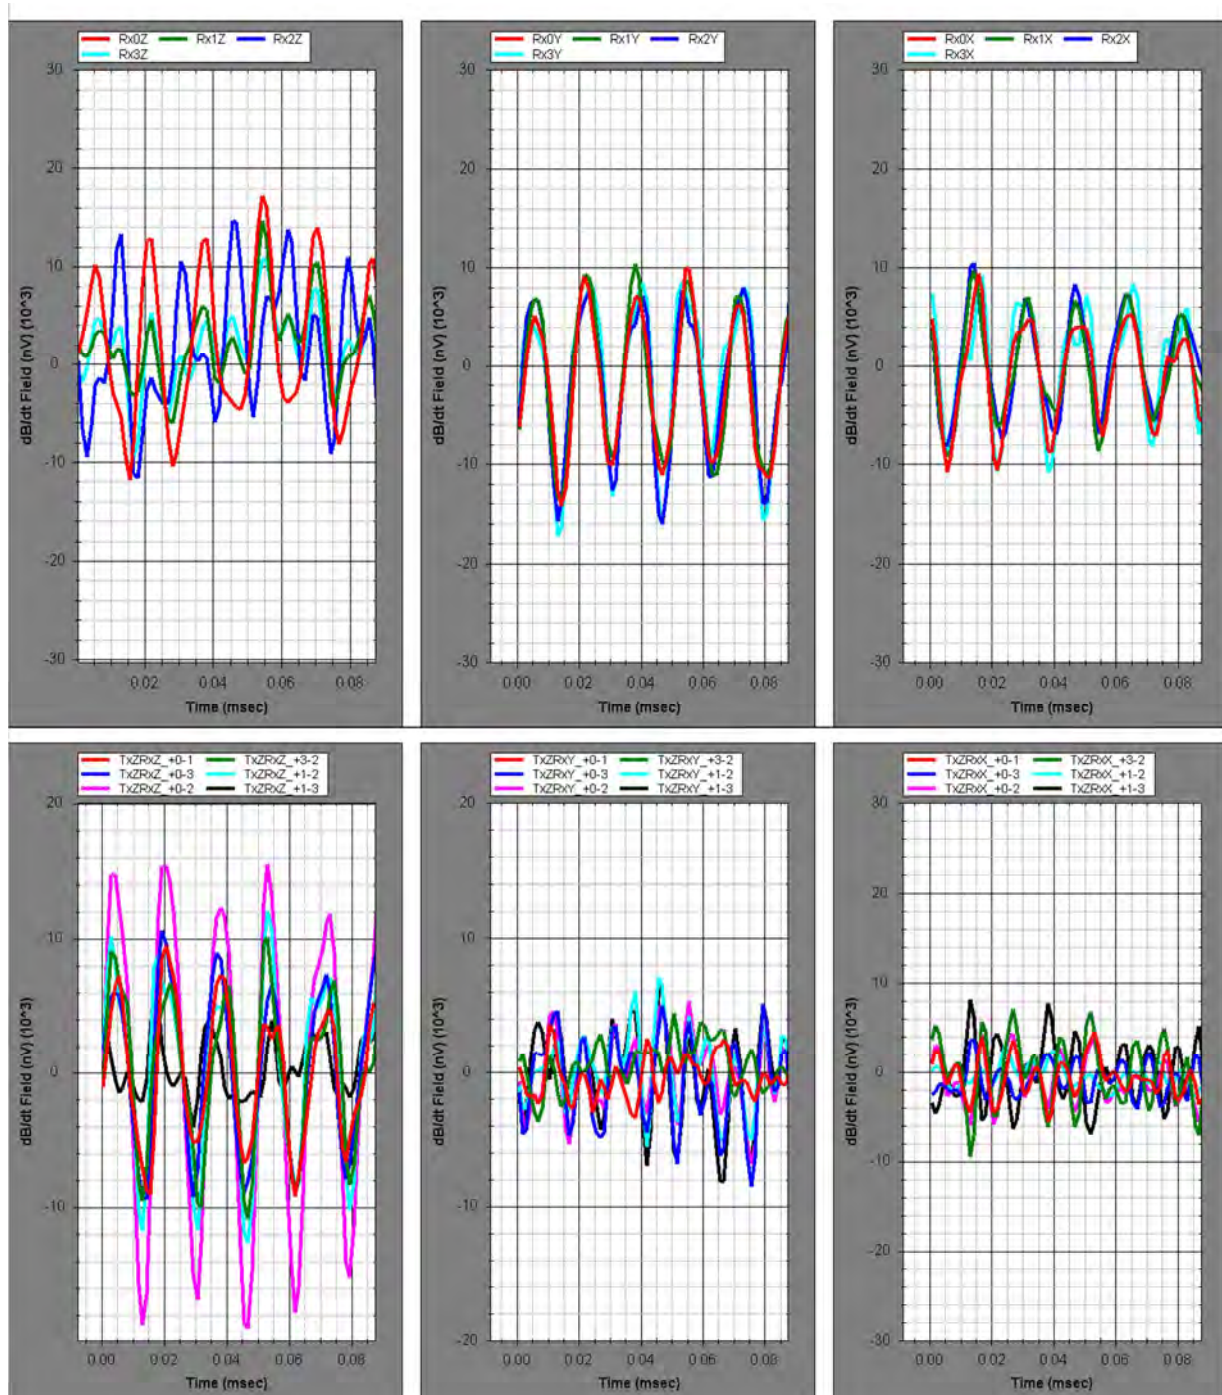 Rx0Z Rx1Z Rx2Z
Rx3Z
30
20
10
0
-10
-20
-30
dB/dt Field (nV) (10^3)
0.02 0.04 0.06 0.08
Time (msec)
Rx0Y Rx1Y Rx2Y
Rx3Y
30
20
10
0
-10
-20
-30
dB/dt Field (nV) (10^3)
0.00 0.02 0.04 0.06 0.08
Time (msec)
Rx0X Rx1X Rx2X
Rx3X
30
20
10
0
-10
-20
-30
dB/dt Field (nV) (10^3)
0.00 0.02 0.04 0.06 0.08
Time (msec)
TxZRxZ_+0-1 TxZRxZ_+3-2
TxZRxZ_+0-3 TxZRxZ_+1-2
TxZRxZ_+0-2 TxZRxZ_+1-3
20
10
0
-10
dB/dt Field (nV) (10^3)
0.00 0.02 0.04 0.06 0.08
Time (msec)
TxZRxY_+0-1 TxZRxY_+3-2
TxZRxY_+0-3 TxZRxY_+1-2
TxZRxY_+0-2 TxZRxY_+1-3
20
10
0
-10
-20
dB/dt Field (nV) (10^3)
0.00 0.02 0.04 0.06 0.08
Time (msec)
TxZRxX_+0-1 TxZRxX_+3-2
TxZRxX_+0-3 TxZRxX_+1-2
TxZRxX_+0-2 TxZRxX_+1-3
30
20
10
0
-10
-20
-30
dB/dt Field (nV) (10^3)
0.00 0.02 0.04 0.06 0.08
Time (msec)